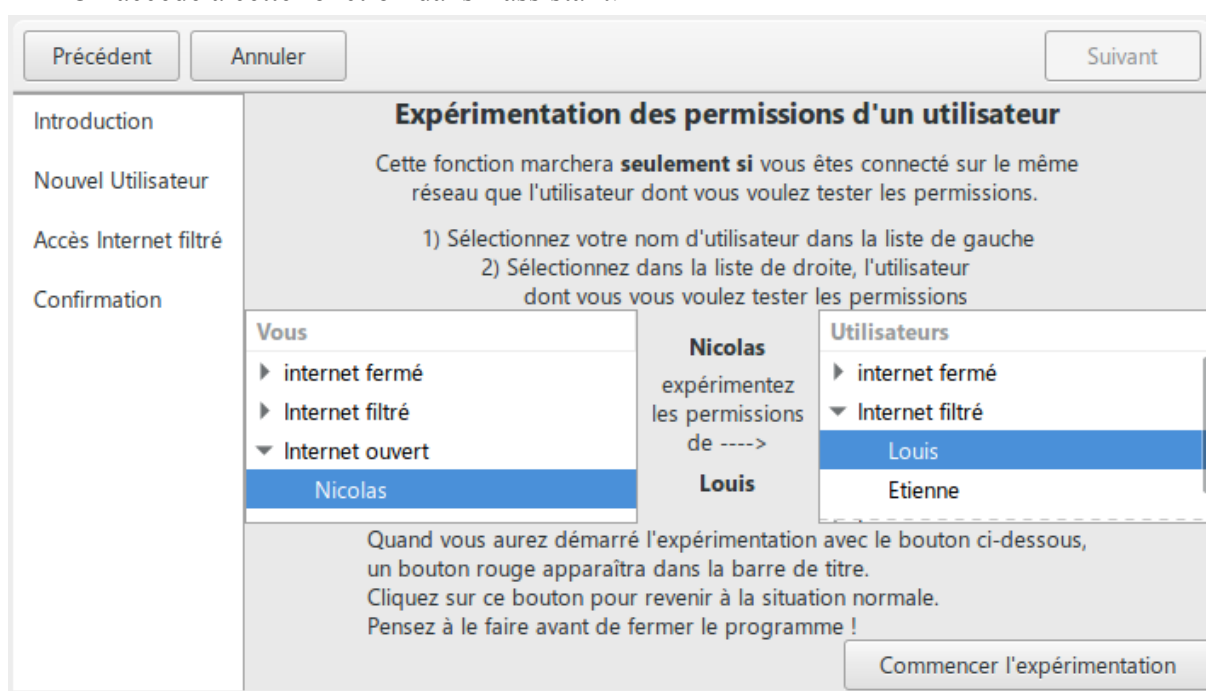 Précédent
Annuler
Suivant
Introduction
Nouvel Utilisateur
Accès Internet filtré
Confirmation
Expérimentation des permissions d'un utilisateur
Cette fonction marchera seulement si vous êtes connecté sur le même
réseau que l'utilisateur dont vous voulez tester les permissions.
1) Sélectionnez votre nom d'utilisateur dans la liste de gauche
2) Sélectionnez dans la liste de droite, l'utilisateur
dont vous vous voulez tester les permissions
Vous
internet fermé
Internet filtré
Internet ouvert
Nicolas
Nicolas
expérimentez
les permissions
de ---->
Louis
Utilisateurs
internet fermé
Internet filtré
Louis
Etienne
Quand vous aurez démarré l'expérimentation avec le bouton ci-dessous,
un bouton rouge apparaîtra dans la barre de titre.
Cliquez sur ce bouton pour revenir à la situation normale.
Pensez à le faire avant de fermer le programme !
Commencer l'expérimentation